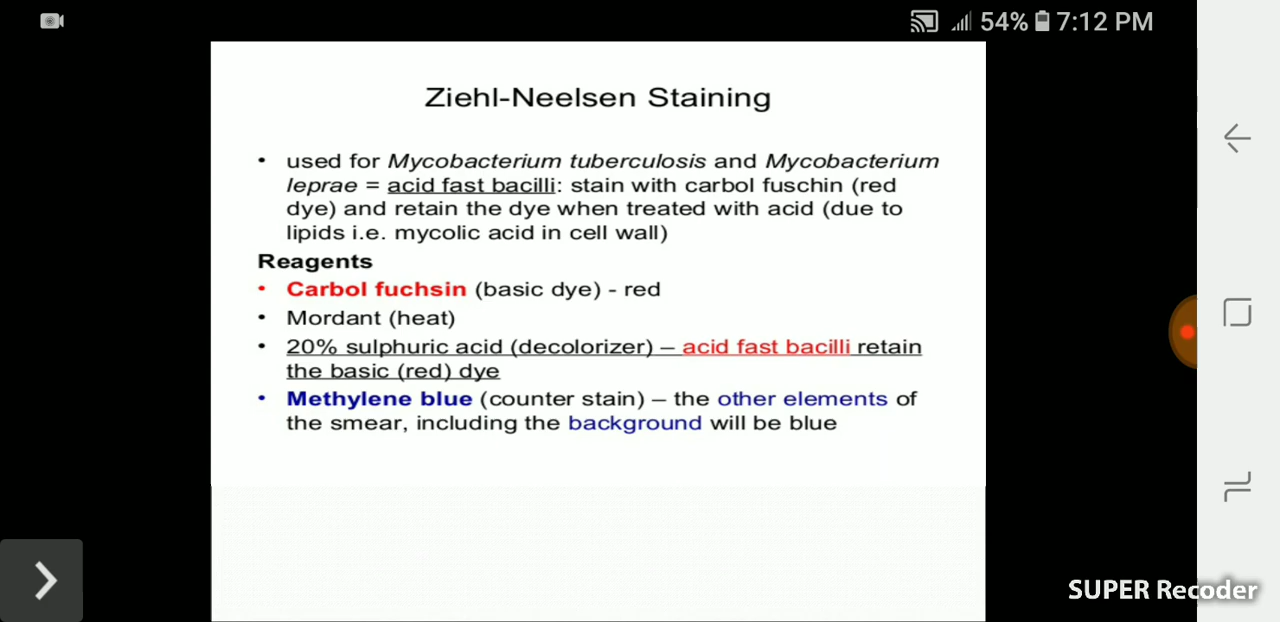 54% 7:12 PM
Ziehl-Neelsen Staining
• used for Mycobacterium tuberculosis and Mycobacterium
leprae = acid fast bacilli: stain with carbol fuschin (red
dye) and retain the dye when treated with acid (due to
lipids i.e. mycolic acid in cell wall)
Reagents
• Carbol fuchsin (basic dye) - red
• Mordant (heat)
• 20% sulphuric acid (decolorizer) – acid fast bacilli retain
the basic (red) dye
• Methylene blue (counter stain) – the other elements of
the smear, including the background will be blue
SUPER Recoder